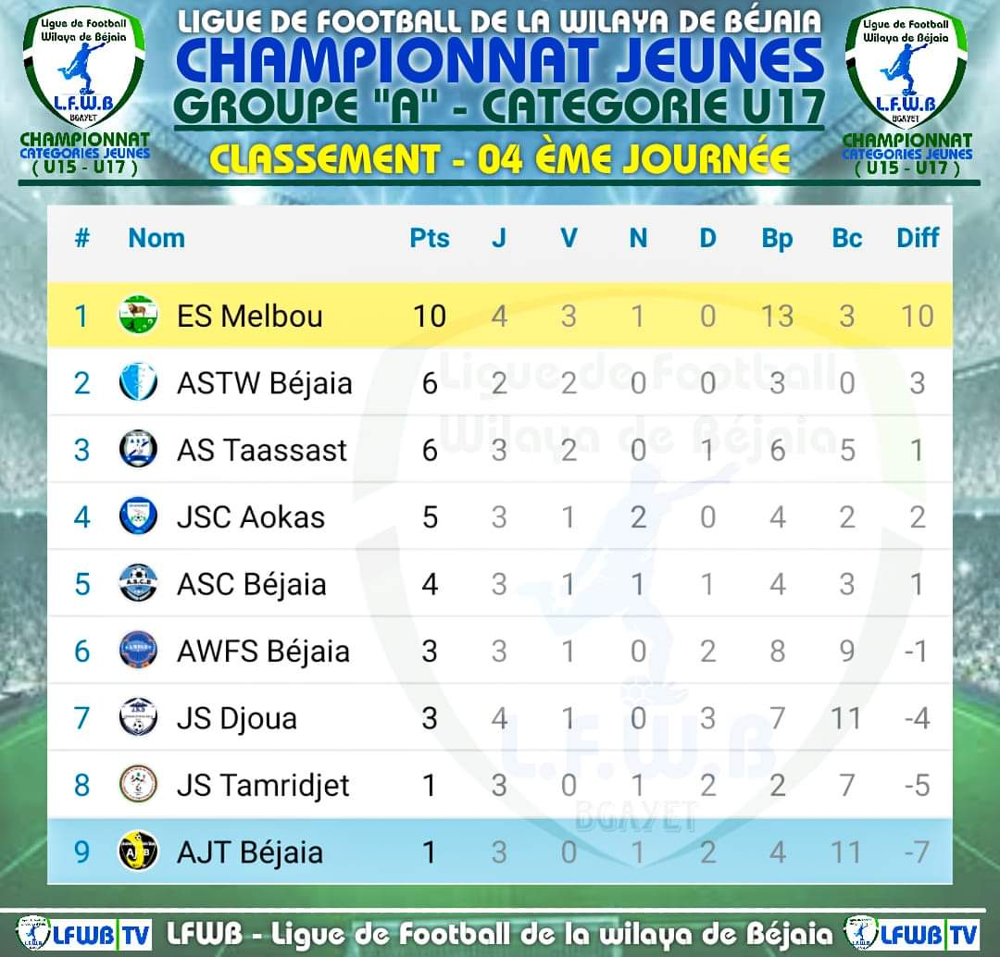 Ligue de Football
Wilaya de Béjaia
L.F.W.B
BGAYET
CHAMPIONNAT
CATEGORIES JEUNES
( U15 - U17 )
LIGUE DE FOOTBALL DE LA WILAYA DE BÉJAIA
CHAMPIONNAT JEUNES
GROUPE "A" - CATEGORIE U17
CLASSEMENT - 04 ÈME JOURNÉE
Ligue de Football
Wilaya de Béjaia
L.F.W.B
BGAYET
CHAMPIONNAT
CATEGORIES JEUNES
( U15 - U17 )
# Nom Pts J V N D Bp Bc Diff
1 ES Melbou 10 4 3 1 0 13 3 10
2 ASTW Béjaia 6 2 2 0 0 3 0 3
3 AS Taassast 6 3 2 0 1 6 5 1
4 JSC Aokas 5 3 1 2 0 4 2 2
5 ASC Béjaia 4 3 1 1 1 4 3 1
6 AWFS Béjaia 3 3 1 0 2 8 9 -1
7 JS Djoua 3 4 1 0 3 7 11 -4
8 JS Tamridjet 1 3 0 1 2 2 7 -5
9 AJT Béjaia 1 3 0 1 2 4 11 -7
Ligue de Football
Wilaya de Béjaia
L.F.W.B
BGAYET
LFWB TV LFWB - Ligue de Football de la wilaya de Béjaia LFWB TV